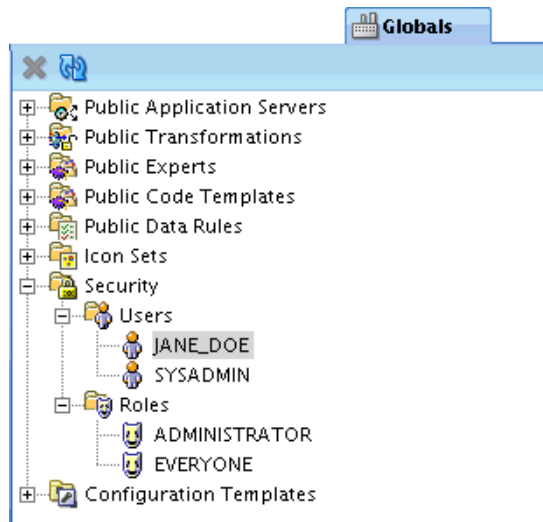 Globals
Public Application Servers
Public Transformations
Public Experts
Public Code Templates
Public Data Rules
Icon Sets
Security
Users
JANE_DOE
SYSADMIN
Roles
ADMINISTRATOR
EVERYONE
Configuration Templates